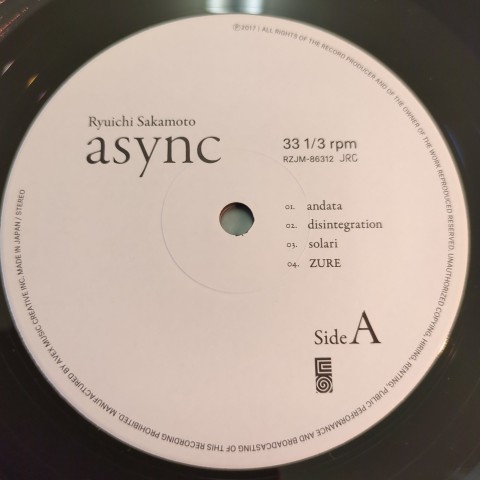 Ⓟ2017 / ALL RIGHTS OF THE RECORD PRODUCER AND OF THE OWNER OF THE WORK REPRODUCED RESERVED. UNAUTHORIZED COPYING, HIRING, RENTING, PUBLIC PERFORMANCE AND BROADCASTING OF THIS RECORDING PROHIBITED. MANUFACTURED BY AVEX MUSIC CREATIVE INC. MADE IN JAPAN / STEREO
Ryuichi Sakamoto
async
33 1/3 rpm
RZJM-86312 JRC
01. andata
02. disintegration
03. solari
04. ZURE
Side A